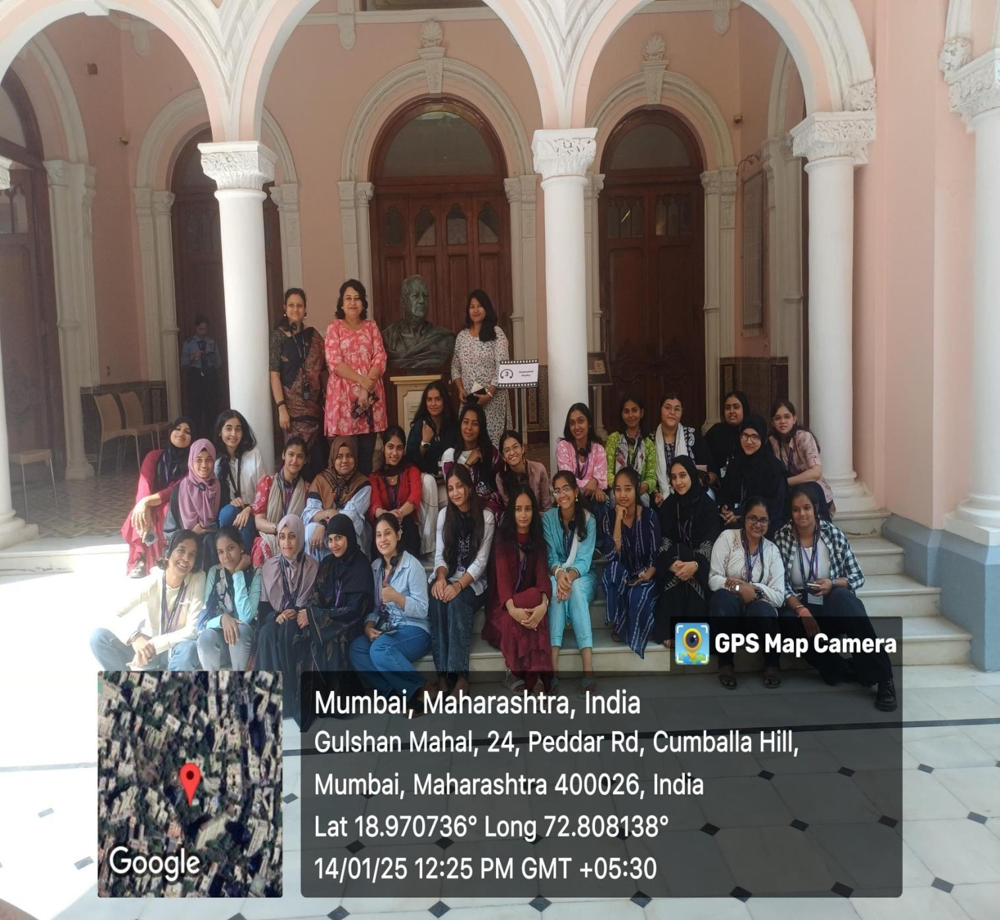 3
GPS Map Camera
Mumbai, Maharashtra, India
Gulshan Mahal, 24, Peddar Rd, Cumballa Hill,
Mumbai, Maharashtra 400026, India
Lat 18.970736° Long 72.808138°
14/01/25 12:25 PM GMT +05:30
Google